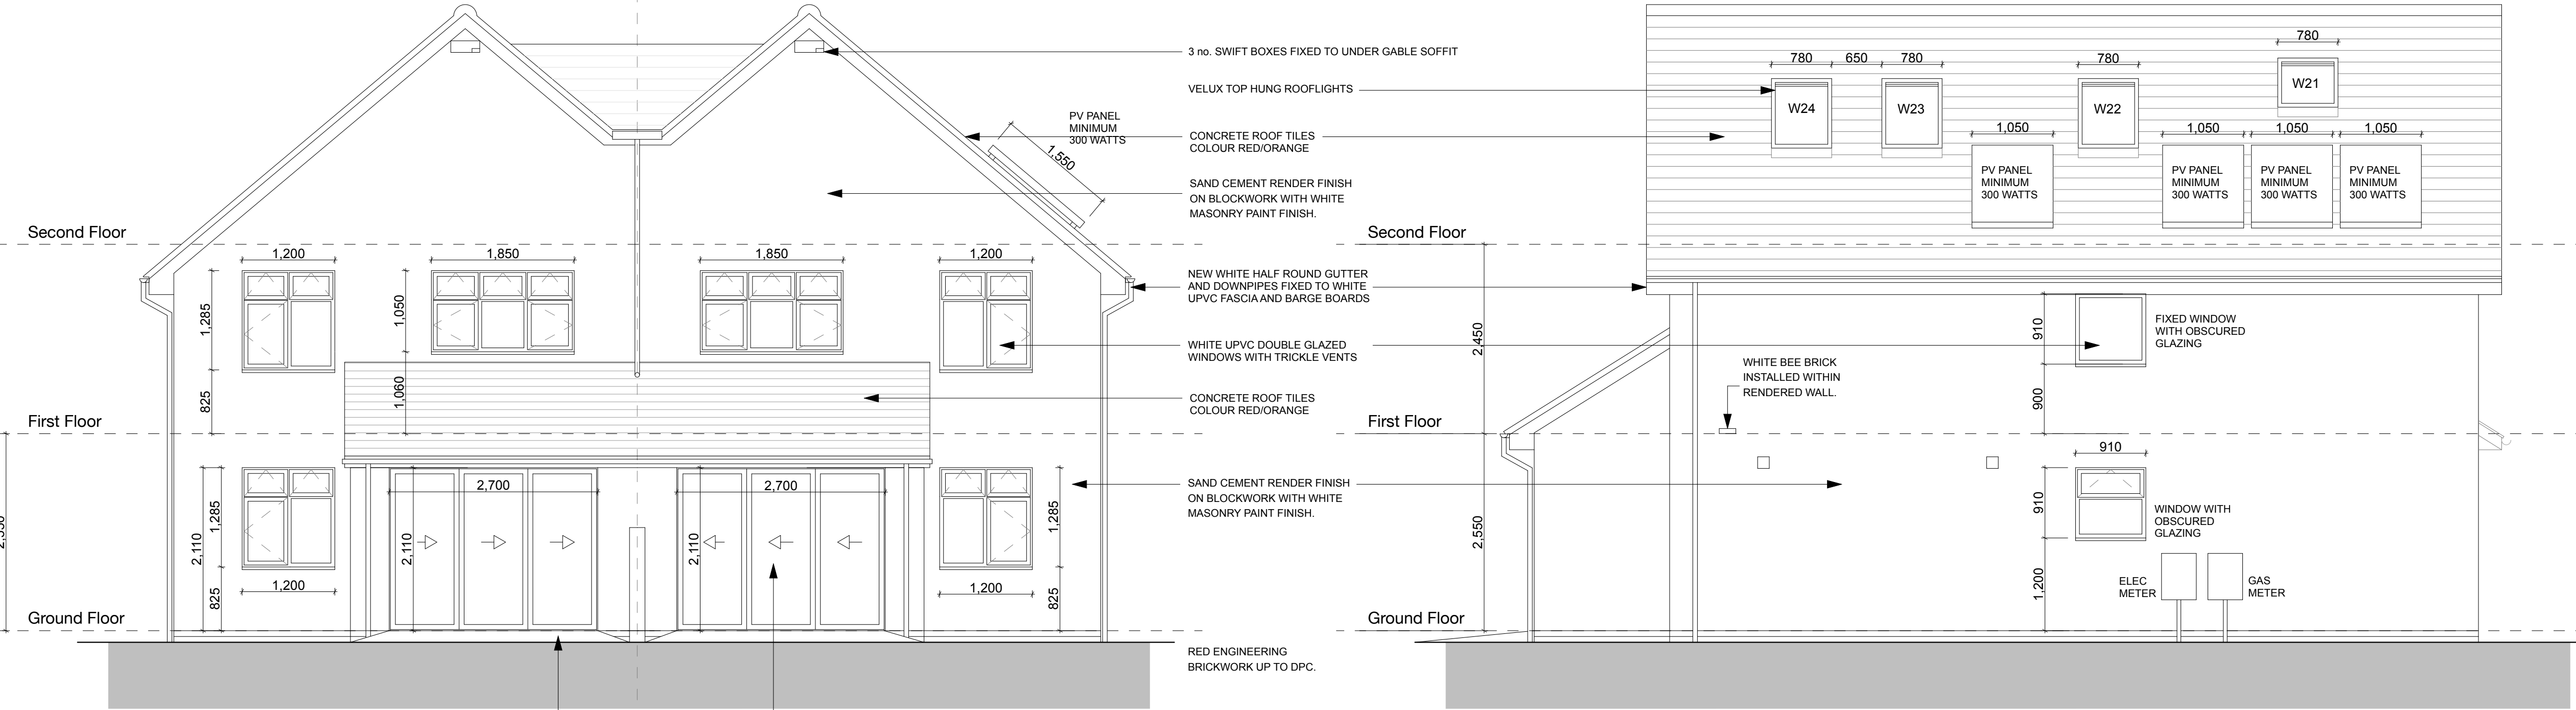 3 no. SWIFT BOXES FIXED TO UNDER GABLE SOFFIT
VELUX TOP HUNG ROOFLIGHTS
PV PANEL
MINIMUM
300 WATTS
1,550
CONCRETE ROOF TILES
COLOUR RED/ORANGE
SAND CEMENT RENDER FINISH
ON BLOCKWORK WITH WHITE
MASONRY PAINT FINISH.
Second Floor
1,200
1,850
1,850
1,200
1,285
825
1,050
1,060
NEW WHITE HALF ROUND GUTTER
AND DOWNPIPES FIXED TO WHITE
UPVC FASCIA AND BARGE BOARDS
WHITE UPVC DOUBLE GLAZED
WINDOWS WITH TRICKLE VENTS
CONCRETE ROOF TILES
COLOUR RED/ORANGE
First Floor
2,700
2,700
2,110
1,285
825
1,200
2,110
2,110
1,200
1,285
825
SAND CEMENT RENDER FINISH
ON BLOCKWORK WITH WHITE
MASONRY PAINT FINISH.
Ground Floor
RED ENGINEERING
BRICKWORK UP TO DPC.
780
650
780
780
780
W24
W23
W22
W21
1,050
1,050
1,050
1,050
PV PANEL
MINIMUM
300 WATTS
PV PANEL
MINIMUM
300 WATTS
PV PANEL
MINIMUM
300 WATTS
PV PANEL
MINIMUM
300 WATTS
Second Floor
2,450
910
900
FIXED WINDOW
WITH OBSCURED
GLAZING
WHITE BEE BRICK
INSTALLED WITHIN
RENDERED WALL.
First Floor
2,550
910
910
1,200
WINDOW WITH
OBSCURED
GLAZING
ELEC
METER
GAS
METER
Ground Floor